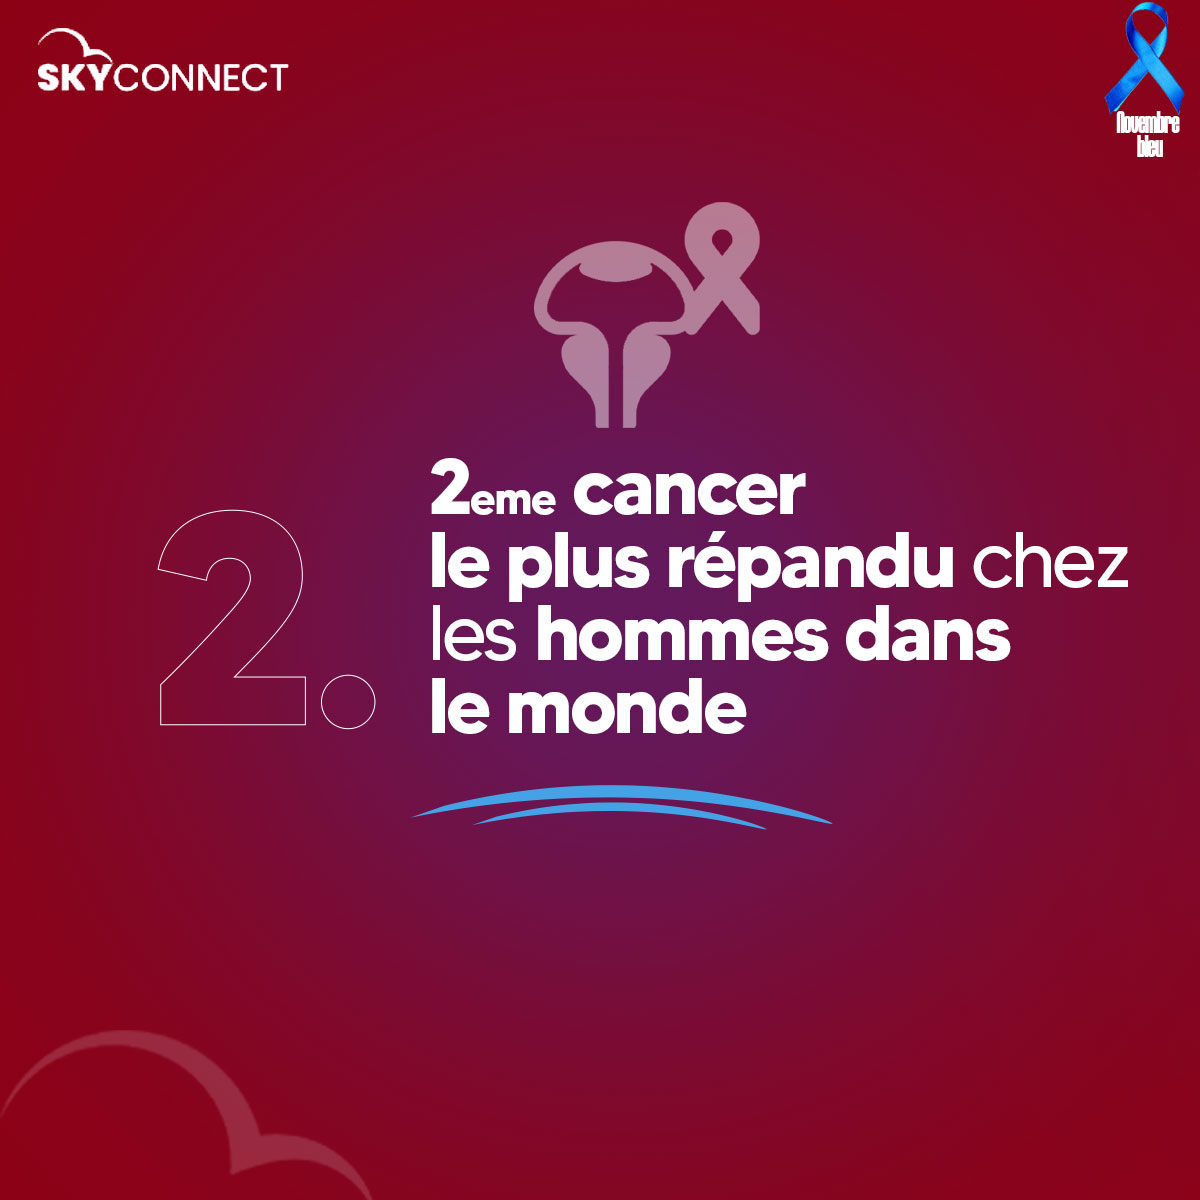 SKYCONNECT
Novembre
bleu
2eme cancer
le plus répandu chez
les hommes dans
le monde
2.